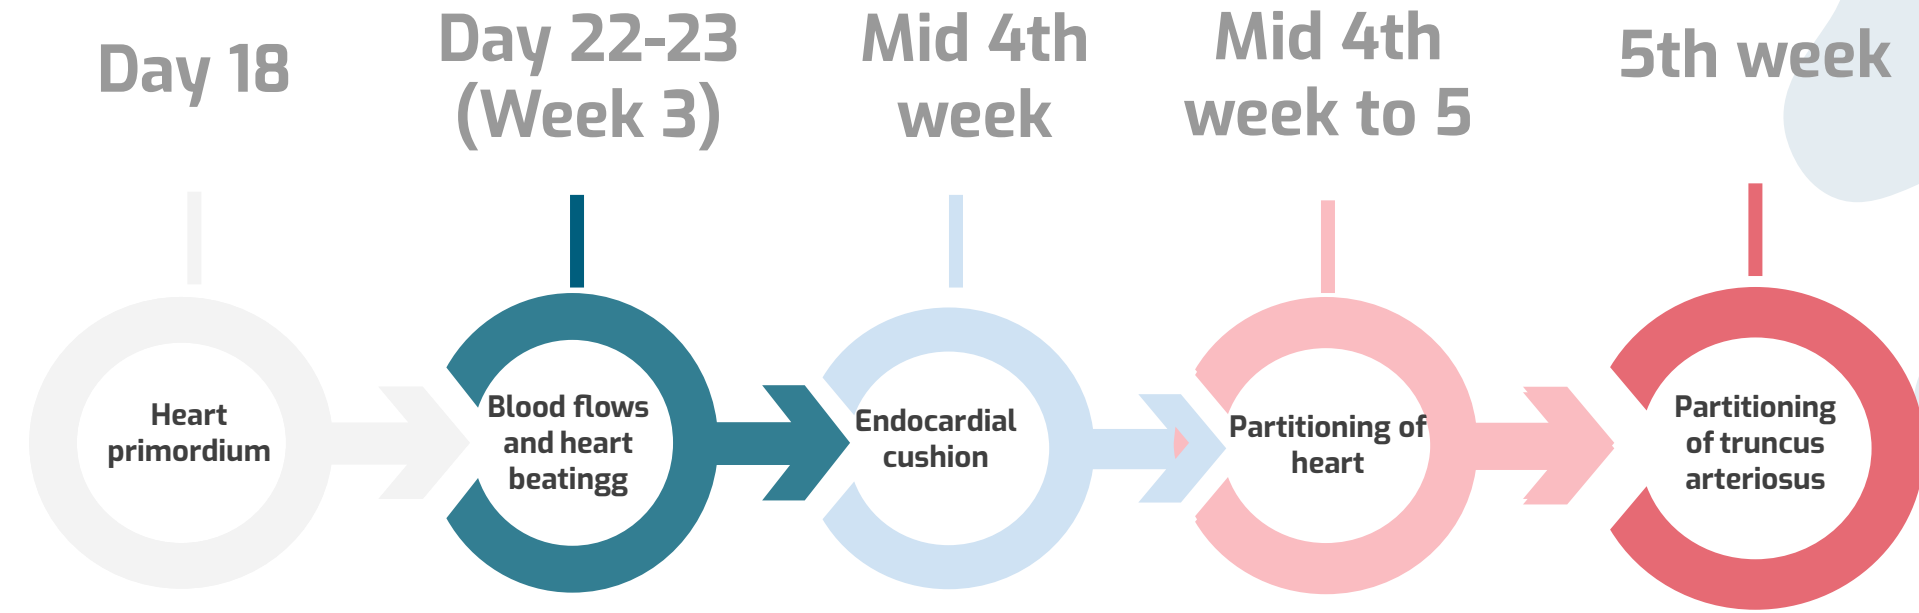 Day 18
Day 22-23
(Week 3)
Mid 4th
week
Mid 4th
week to 5
5th week
Heart
primordium
Blood flows
and heart
beatingg
Endocardial
cushion
Partitioning of
heart
Partitioning
of truncus
arteriosus